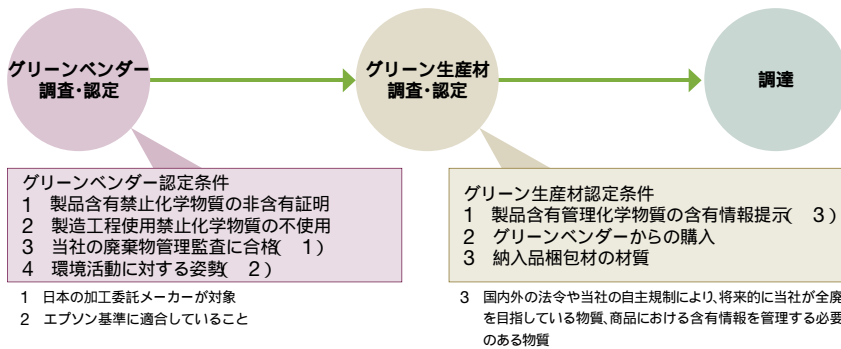 グリーンベンダー
調査・認定
グリーン生産材
調査・認定
調達
グリーンベンダー認定条件
1 製品含有禁止化学物質の非含有証明
2 製造工程使用禁止化学物質の不使用
3 当社の廃棄物管理監査に合格( 1)
4 環境活動に対する姿勢( 2)
1 日本の加工委託メーカーが対象
2 エプソン基準に適合していること
グリーン生産材認定条件
1 製品含有管理化学物質の含有情報提示( 3)
2 グリーンベンダーからの購入
3 納入品梱包材の材質
3 国内外の法令や当社の自主規制により、将来的に当社が全廃
を目指している物質、商品における含有情報を管理する必要
のある物質